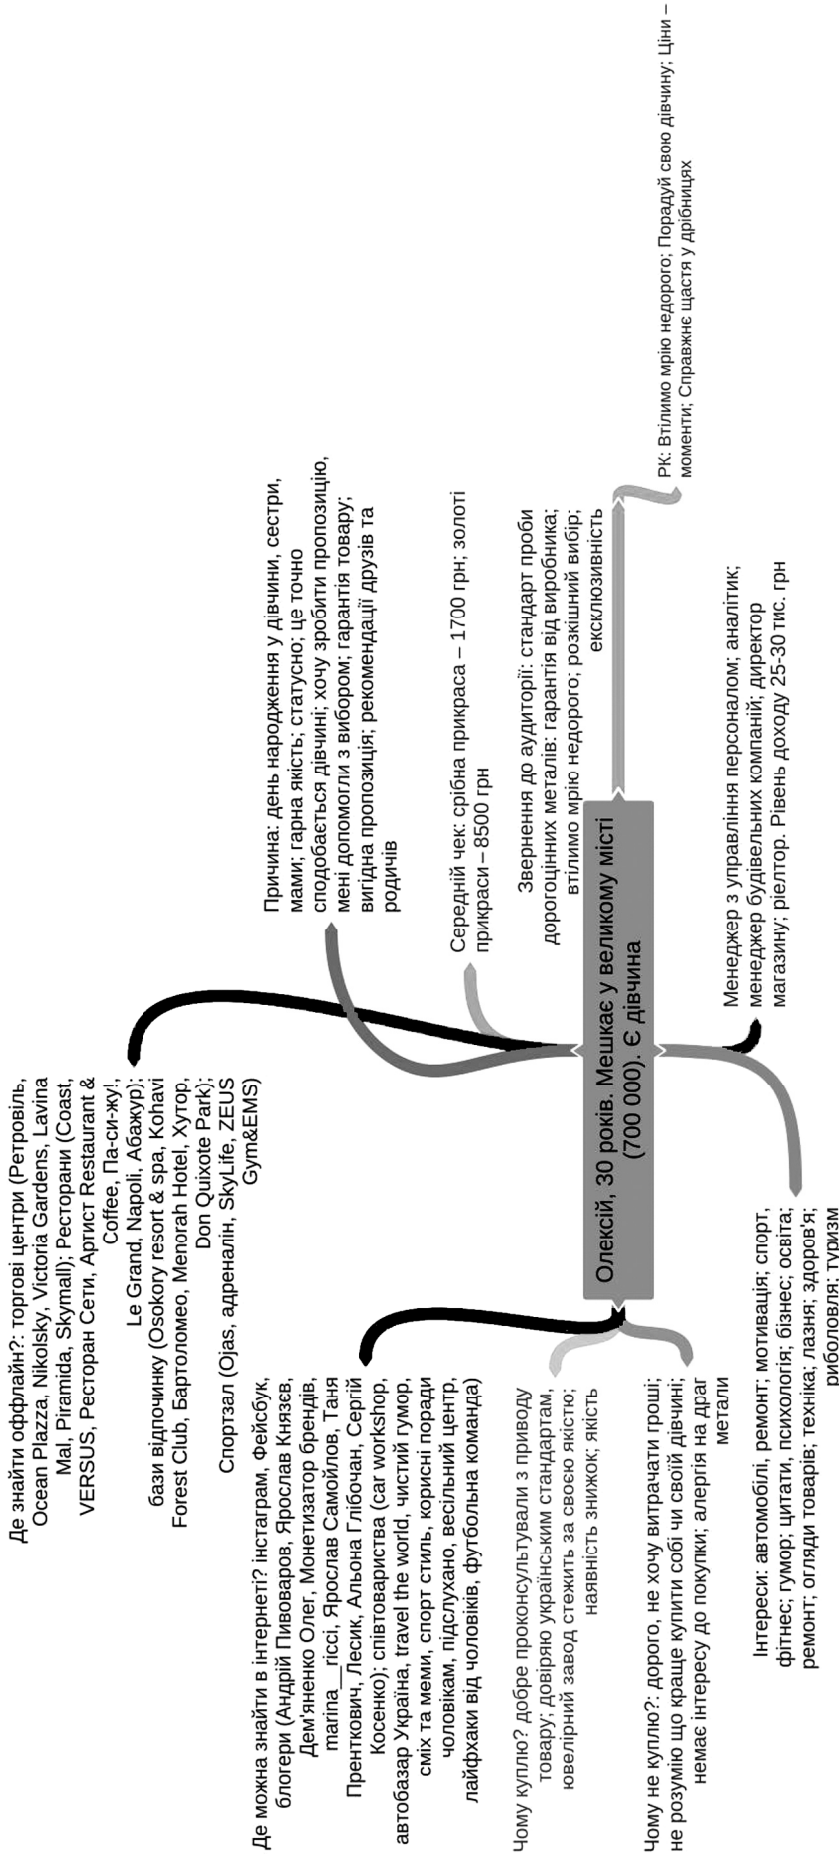 Де знайти оффлайн?: торгові центри (Петровіль,
Ocean Plazza, Nikolsky, Victoria Gardens, Lavina
Mal, Piramida, Skymall); Ресторани (Coast,
VERSUS, Ресторан Сети, Артист Restaurant &
Coffee, Па-си-жу!,
Le Grand, Napoli, Абажур);
бази відпочинку (Osokory resort & spa, Kohavi
Forest Club, Бартоломео, Menorah Hotel, Хутор,
Don Quixote Park);
Спортзал (Ojas, адреналін, SkyLife, ZEUS
Gym&EMS)
Причина: день народження у дівчини, сестри,
мами; гарна якість; статусно; це точно
сподобається дівчині; хочу зробити пропозицію,
мені допомогли з вибором; гарантія товару;
вигідна пропозиція; рекомендації друзів та
родичів
Середній чек: срібна прикраса – 1700 грн; золоті
прикраси – 8500 грн
Звернення до аудиторії: стандарт проби
дорогоцінних металів: гарантія від виробника;
втілимо мрію недорого; розкішний вибір;
ексклюзивність
РК: Втілимо мрію недорого; Порадуй свою дівчину; Ціни –
моменти; Справжнє щастя у дрібницях
Олексій, 30 років. Мешкає у великому місті
(700 000). Є дівчина
Де можна знайти в інтернеті? інстаграм, Фейсбук,
блогери (Андрій Пивоваров, Ярослав Князєв,
Дем'яненко Олег, Монетизатор брендів,
marina__ricci, Ярослав Самойлов, Таня
Пренткович, Лесик, Альона Глібочан, Сергій
Косенко); співтовариства (car workshop,
автобазар Україна, travel the world, чистий гумор,
сміх та меми, спорт стиль, корисні поради
чоловікам, підслухано, весільний центр,
лайфхаки від чоловіків, футбольна команда)
Чому куплю? добре проконсультували з приводу
товару; довіряю українським стандартам,
ювелірний завод стежить за своєю якістю;
наявність знижок; якість
Чому не куплю?: дорого, не хочу витрачати гроші;
не розумію що краще купити собі чи своїй дівчині;
немає інтересу до покупки; алергія на драг
метали
Менеджер з управління персоналом; аналітик;
менеджер будівельних компаній; директор
магазину; ріелтор. Рівень доходу 25-30 тис. грн
Інтереси: автомобілі, ремонт; мотивація; спорт,
фітнес; гумор; цитати, психологія; бізнес; освіта;
ремонт; огляди товарів; техніка; лазня; здоров'я;
риболовля; туризм